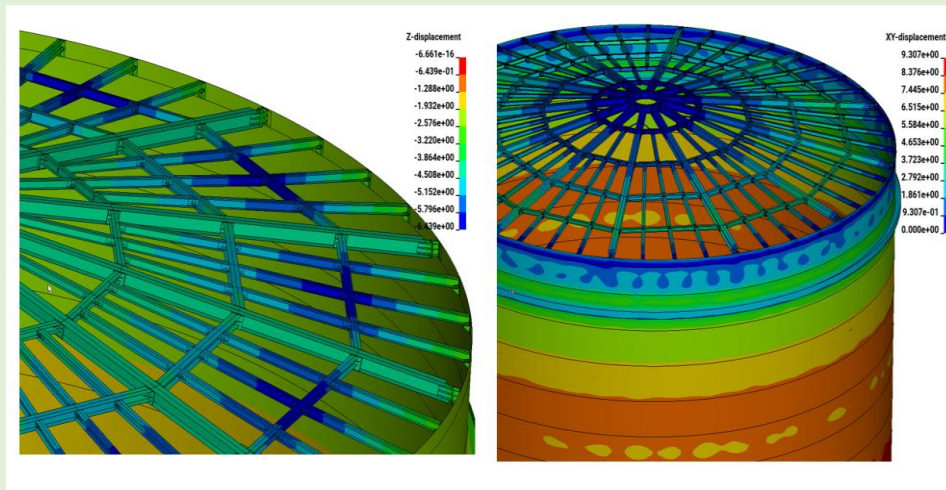 Z-displacement
-6.661e-16
-6.439e-01
-1.288e+00
-1.932e+00
-2.576e+00
-3.220e+00
-3.864e+00
-4.508e+00
-5.152e+00
-5.796e+00
-6.439e+00
XY-displacement
9.307e+00
8.376e+00
7.445e+00
6.515e+00
5.584e+00
4.653e+00
3.723e+00
2.792e+00
1.861e+00
9.307e-01
0.000e+00